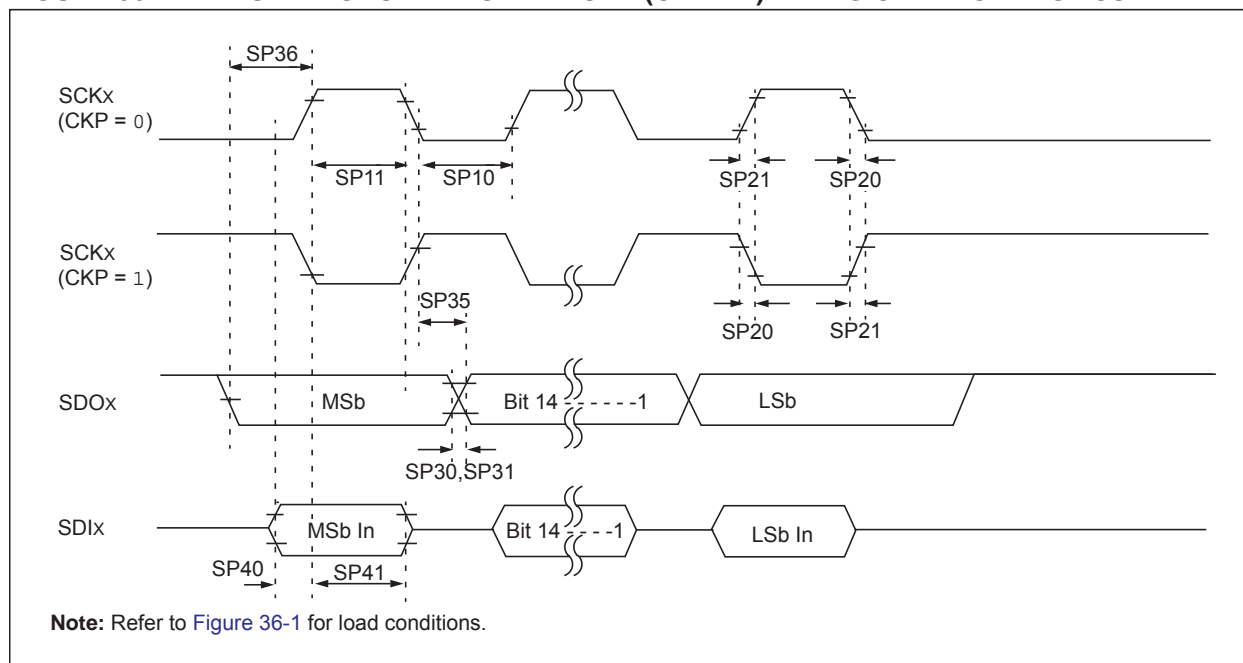 SP36
SCKx
(CKP = 0)
SP11
SP10
SP21
SP20
SCKx
(CKP = 1)
SP35
SP20
SP21
SDOx
MSb
Bit 14 - - - - - -1
LSb
SP30,SP31
SDIx
MSb In
Bit 14 - - - -1
LSb In
SP40
SP41
Note: Refer to Figure 36-1 for load conditions.